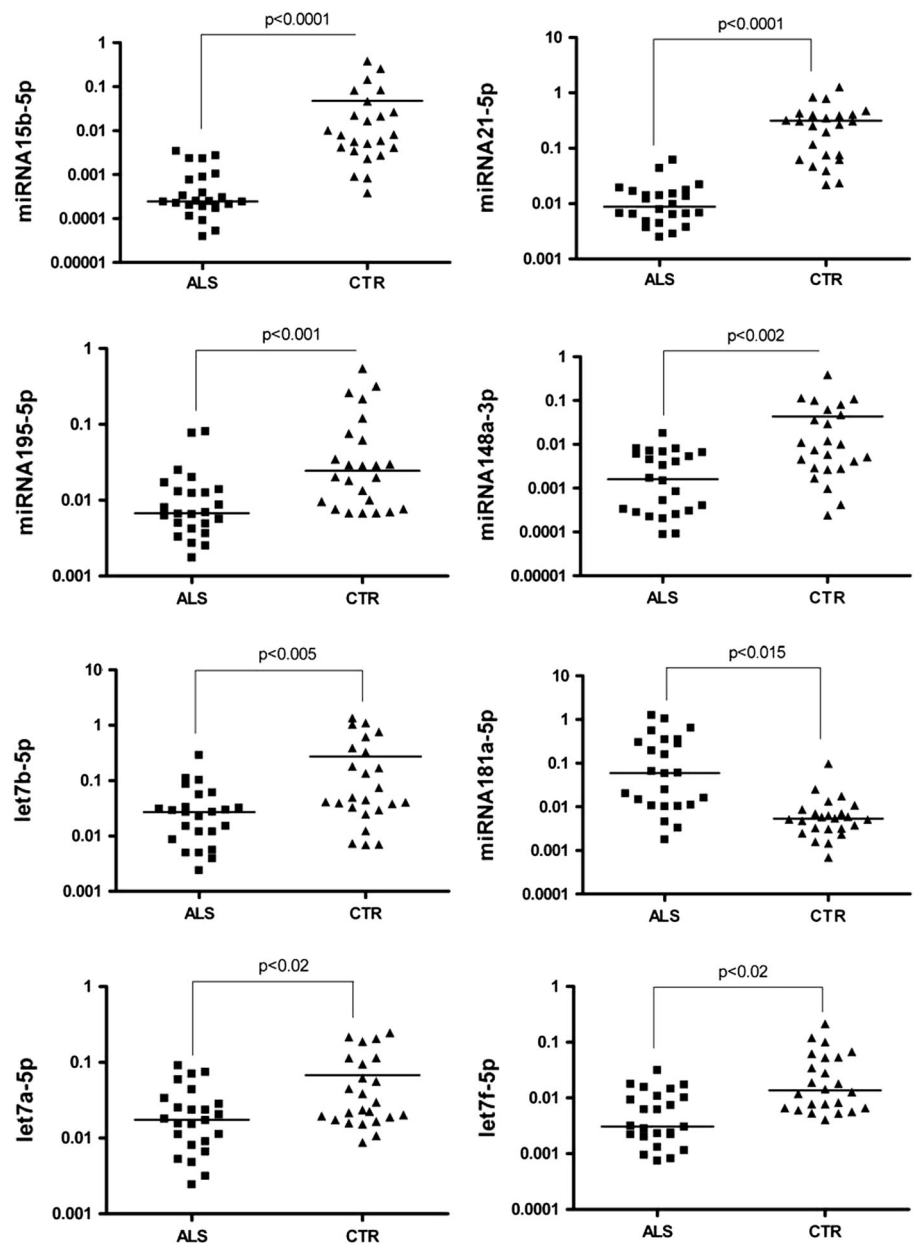 p<0.0001
miRNA15b-5p
1
0.1
0.01
0.001
0.0001
0.00001
ALS
CTR
p<0.0001
miRNA21-5p
10
1
0.1
0.01
0.001
ALS
CTR
p<0.001
miRNA195-5p
1
0.1
0.01
0.001
ALS
CTR
p<0.002
miRNA148a-3p
1
0.1
0.01
0.001
0.0001
0.00001
ALS
CTR
p<0.005
let7b-5p
10
1
0.1
0.01
0.001
ALS
CTR
p<0.015
miRNA181a-5p
10
1
0.1
0.01
0.001
0.0001
ALS
CTR
p<0.02
let7a-5p
1
0.1
0.01
0.001
ALS
CTR
p<0.02
let7f-5p
1
0.1
0.01
0.001
0.0001
ALS
CTR